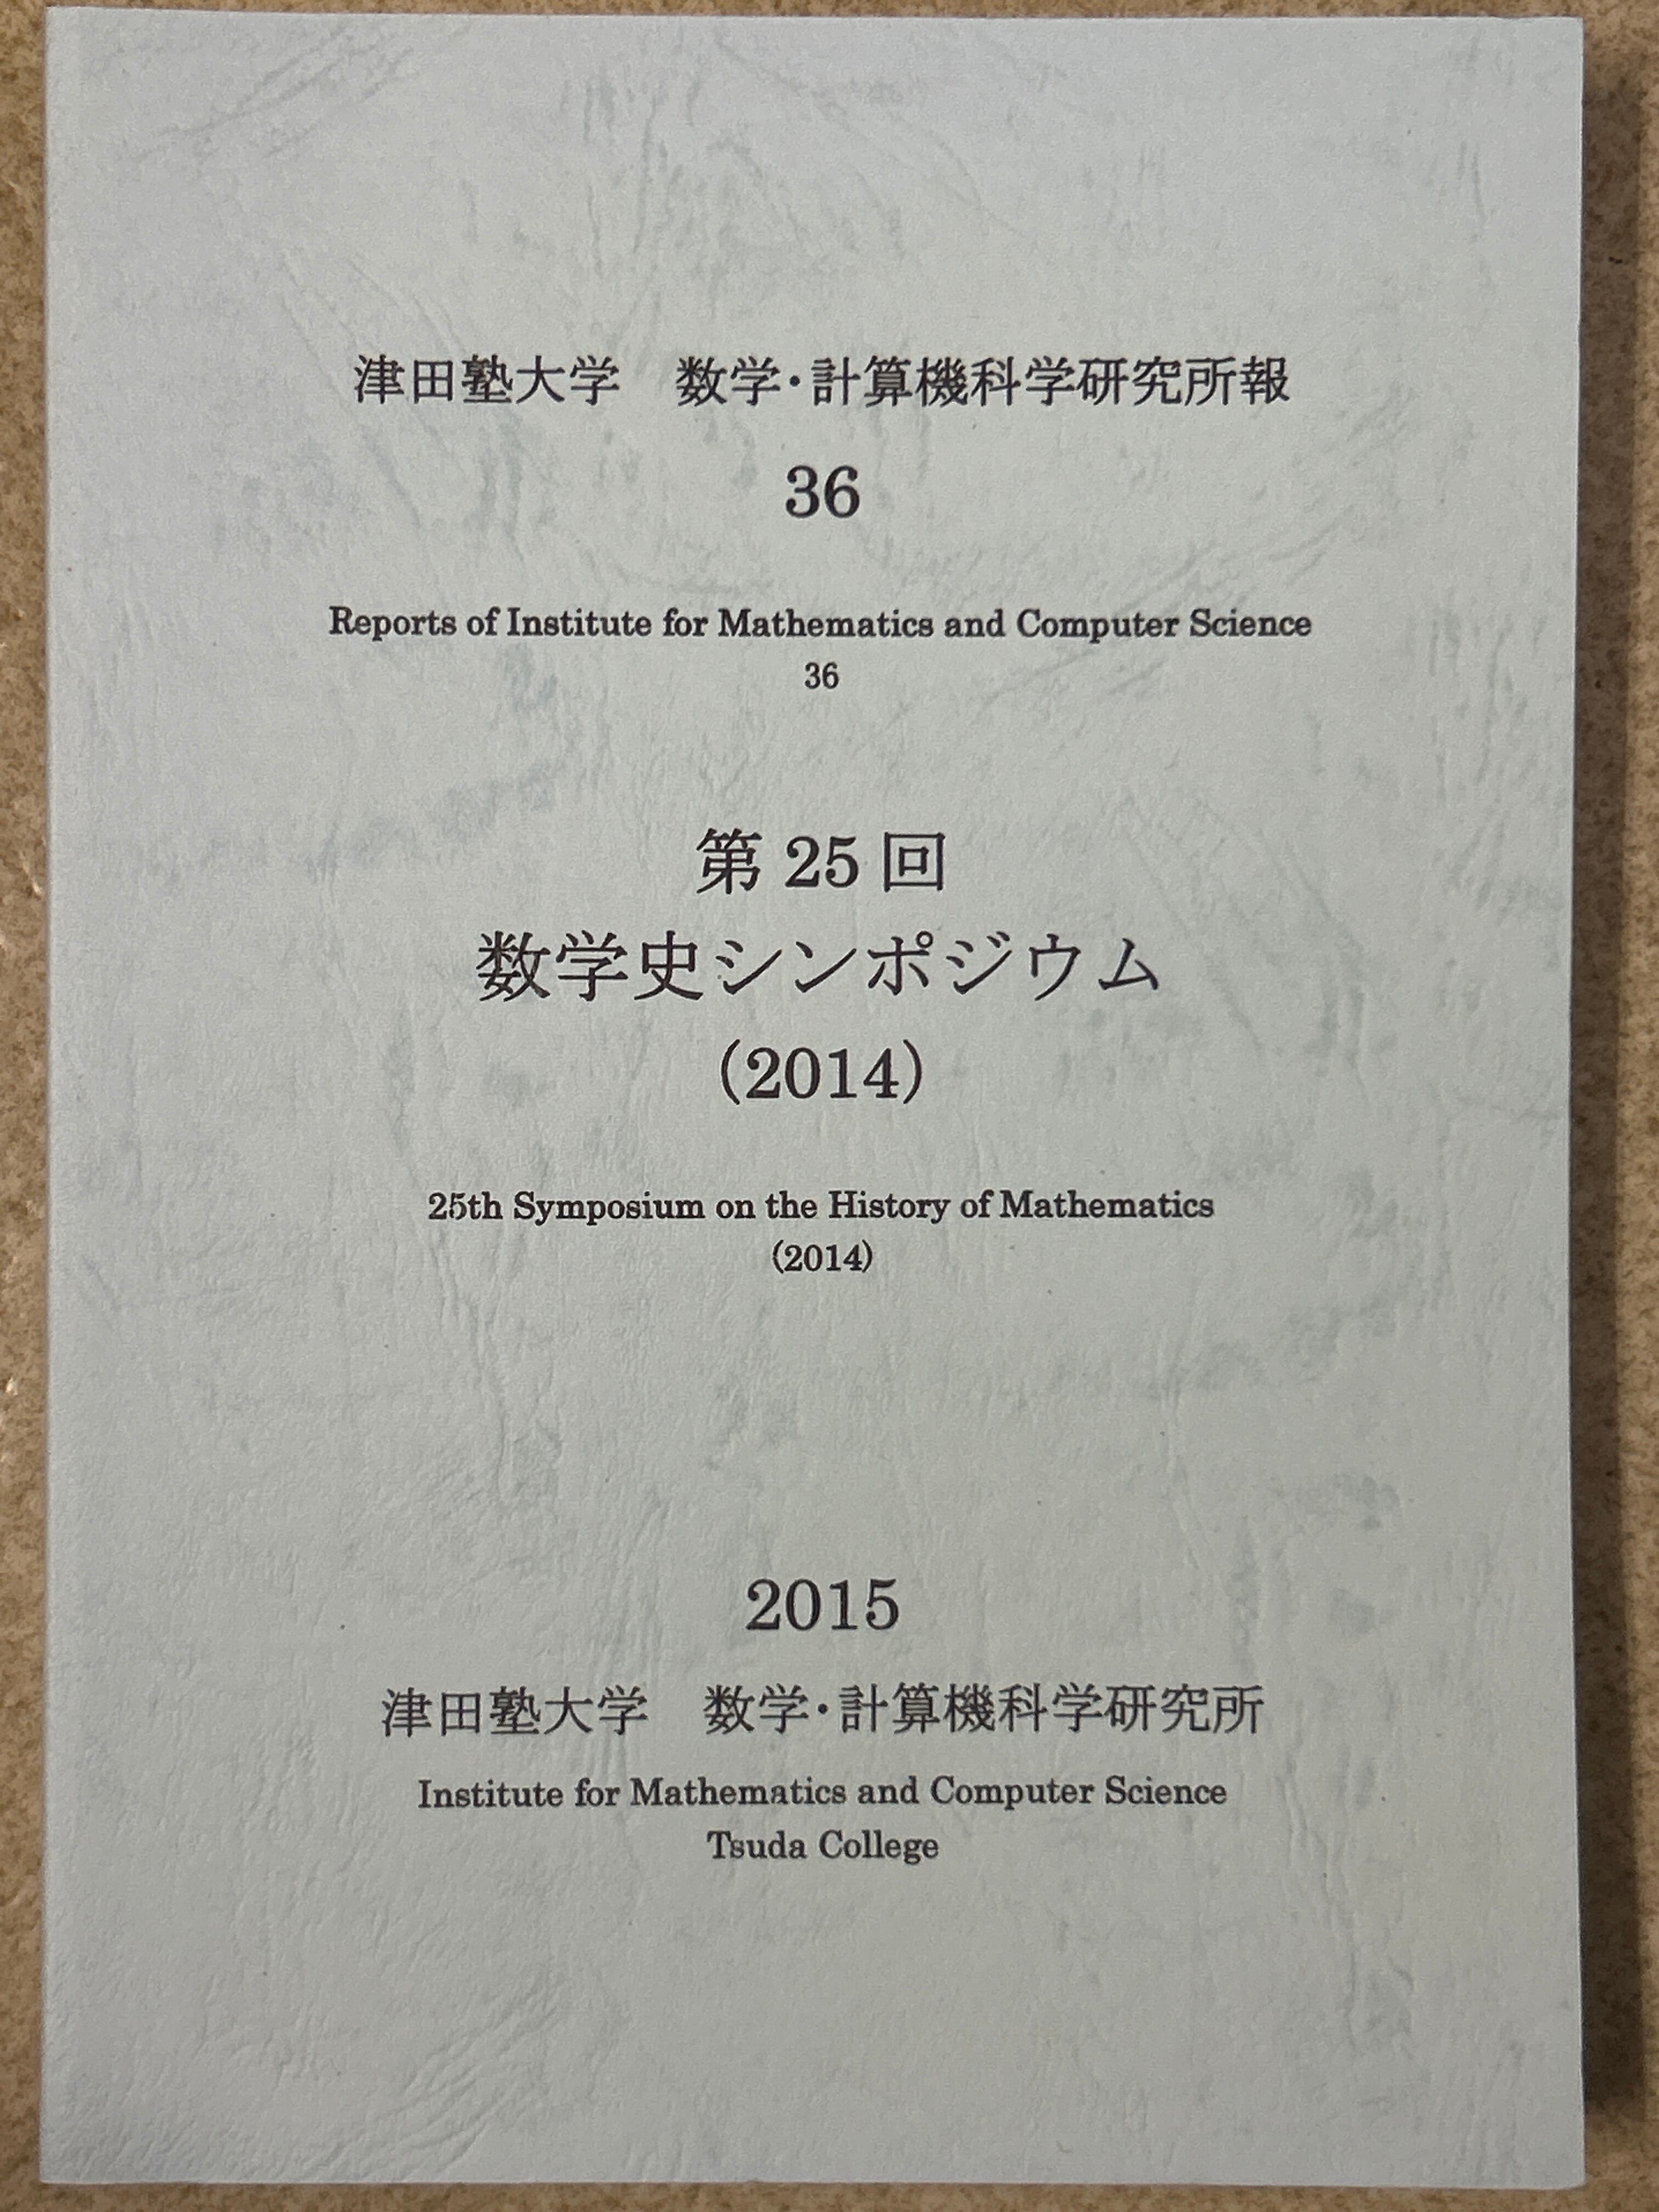 津田塾大学　数学・計算機科学研究所報
36
Reports of Institute for Mathematics and Computer Science
36
第 25 回
数学史シンポジウム
(2014)
25th Symposium on the History of Mathematics
(2014)
2015
津田塾大学　数学・計算機科学研究所
Institute for Mathematics and Computer Science
Tsuda College